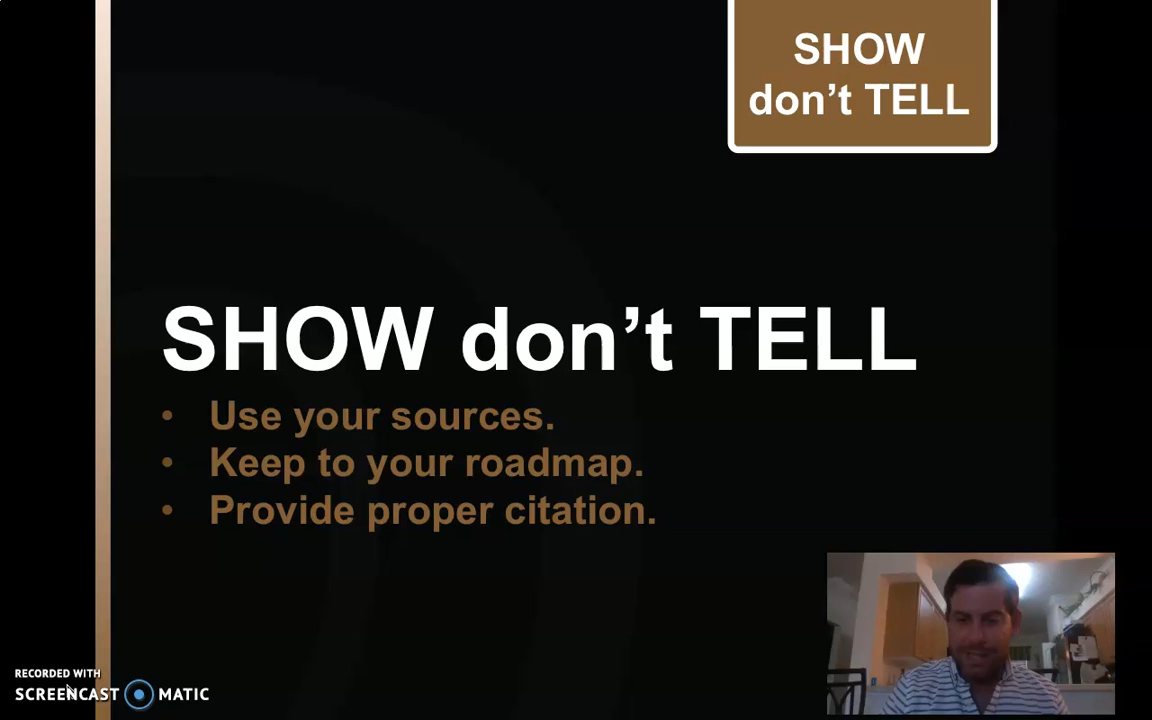 SHOW
don’t TELL
SHOW don’t TELL
• Use your sources.
• Keep to your roadmap.
• Provide proper citation.
RECORDED WITH
SCREENCAST MATIC